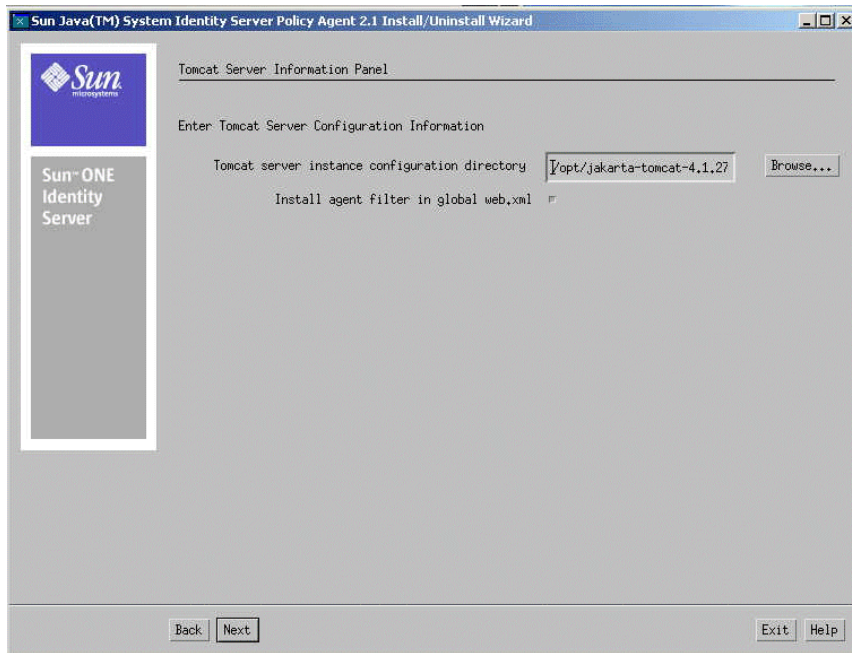 Sun Java(TM) System Identity Server Policy Agent 2.1 Install/Uninstall Wizard
Sun
microsystems
Sun™ ONE
Identity
Server
Tomcat Server Information Panel
Enter Tomcat Server Configuration Information
Tomcat server instance configuration directory /opt/jakarta-tomcat-4.1.27 Browse...
Install agent filter in global web.xml
Back Next Exit Help